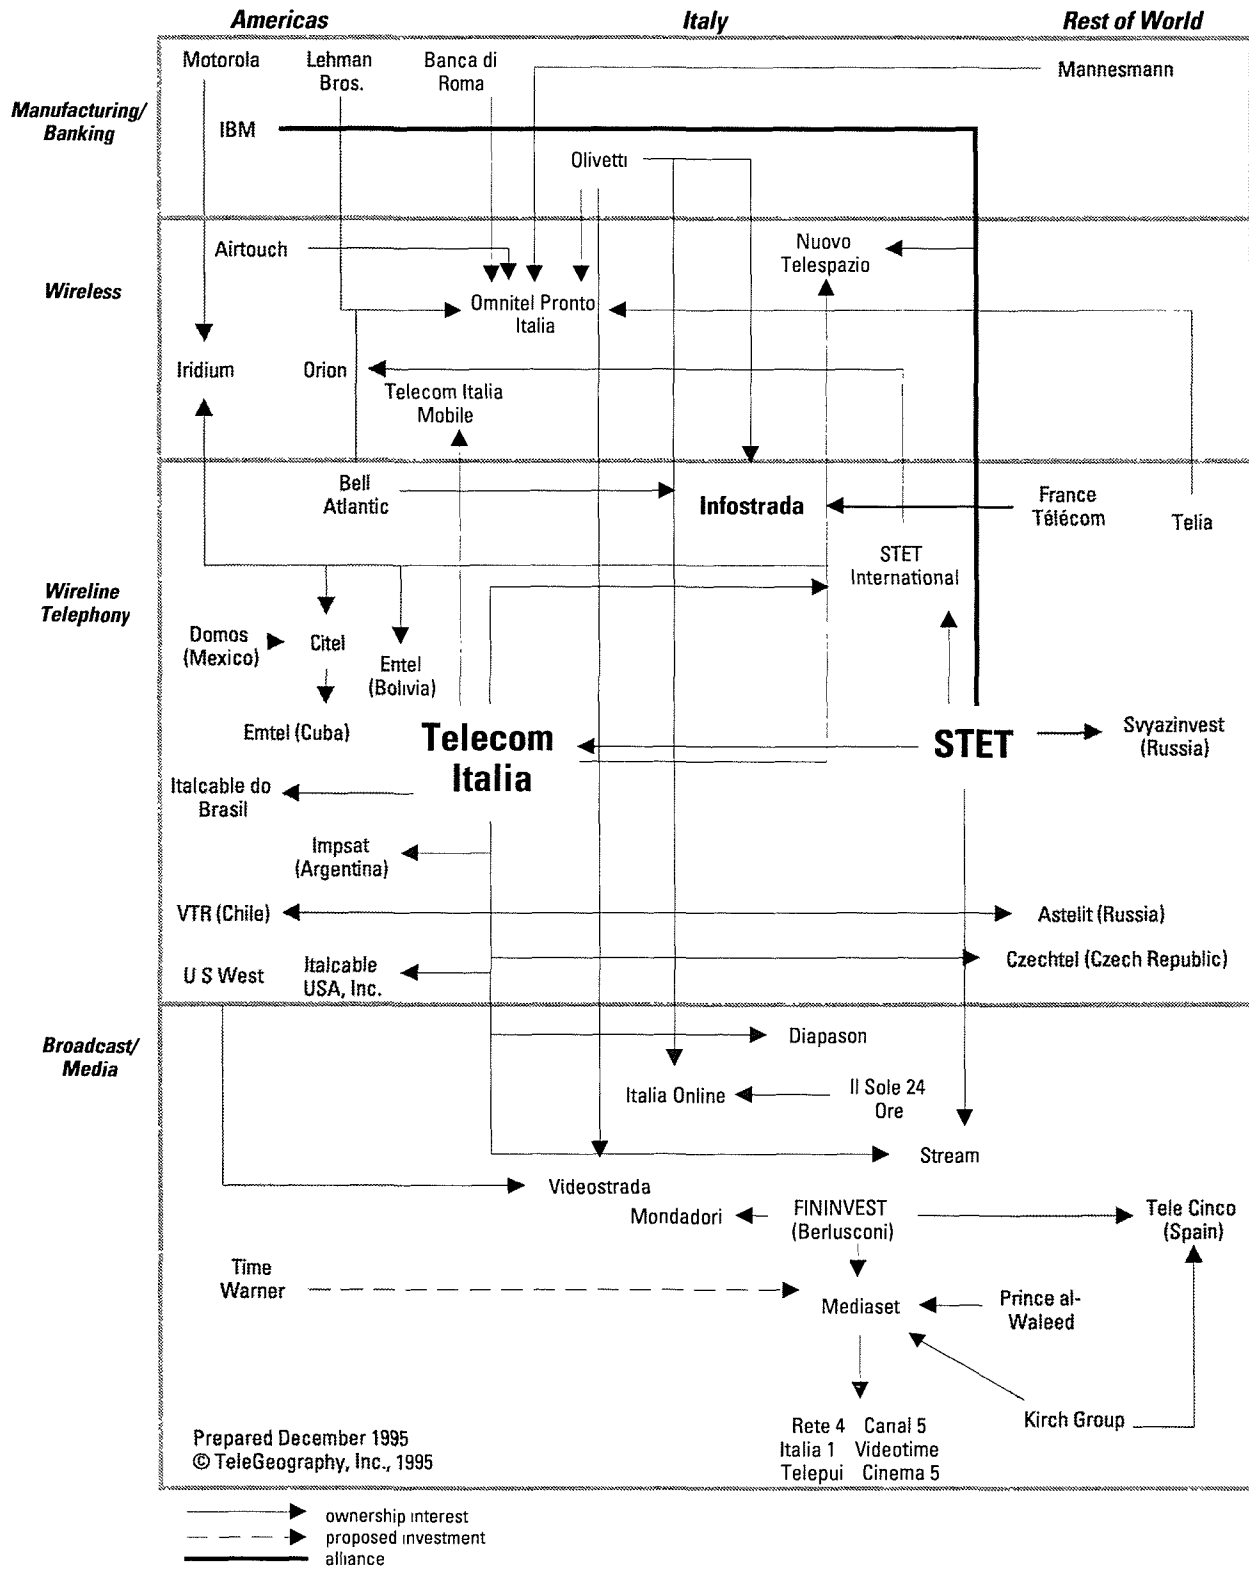 Americas
Italy
Rest of World
Manufacturing/
Banking
Motorola
Lehman
Bros.
Banca di
Roma
Mannesmann
IBM
Olivetti
Wireless
Airtouch
Nuovo
Telespazio
Omnitel Pronto
Italia
Iridium
Orion
Telecom Italia
Mobile
Wireline
Telephony
Bell
Atlantic
Infostrada
France
Télécom
Telia
STET
International
Domos
(Mexico)
Citel
Entel
(Bolivia)
Emtel (Cuba)
Telecom
Italia
STET
Svyazinvest
(Russia)
Italcable do
Brasil
Impsat
(Argentina)
VTR (Chile)
Astelit (Russia)
U S West
Italcable
USA, Inc.
Czechtel (Czech Republic)
Broadcast/
Media
Diapason
Italia Online
Il Sole 24
Ore
Stream
Videostrada
Mondadori
FININVEST
(Berlusconi)
Tele Cinco
(Spain)
Time
Warner
Mediaset
Prince al-
Waleed
Kirch Group
Rete 4 Canal 5
Italia 1 Videotime
Telepui Cinema 5
Prepared December 1995
© TeleGeography, Inc., 1995
ownership interest
proposed investment
alliance